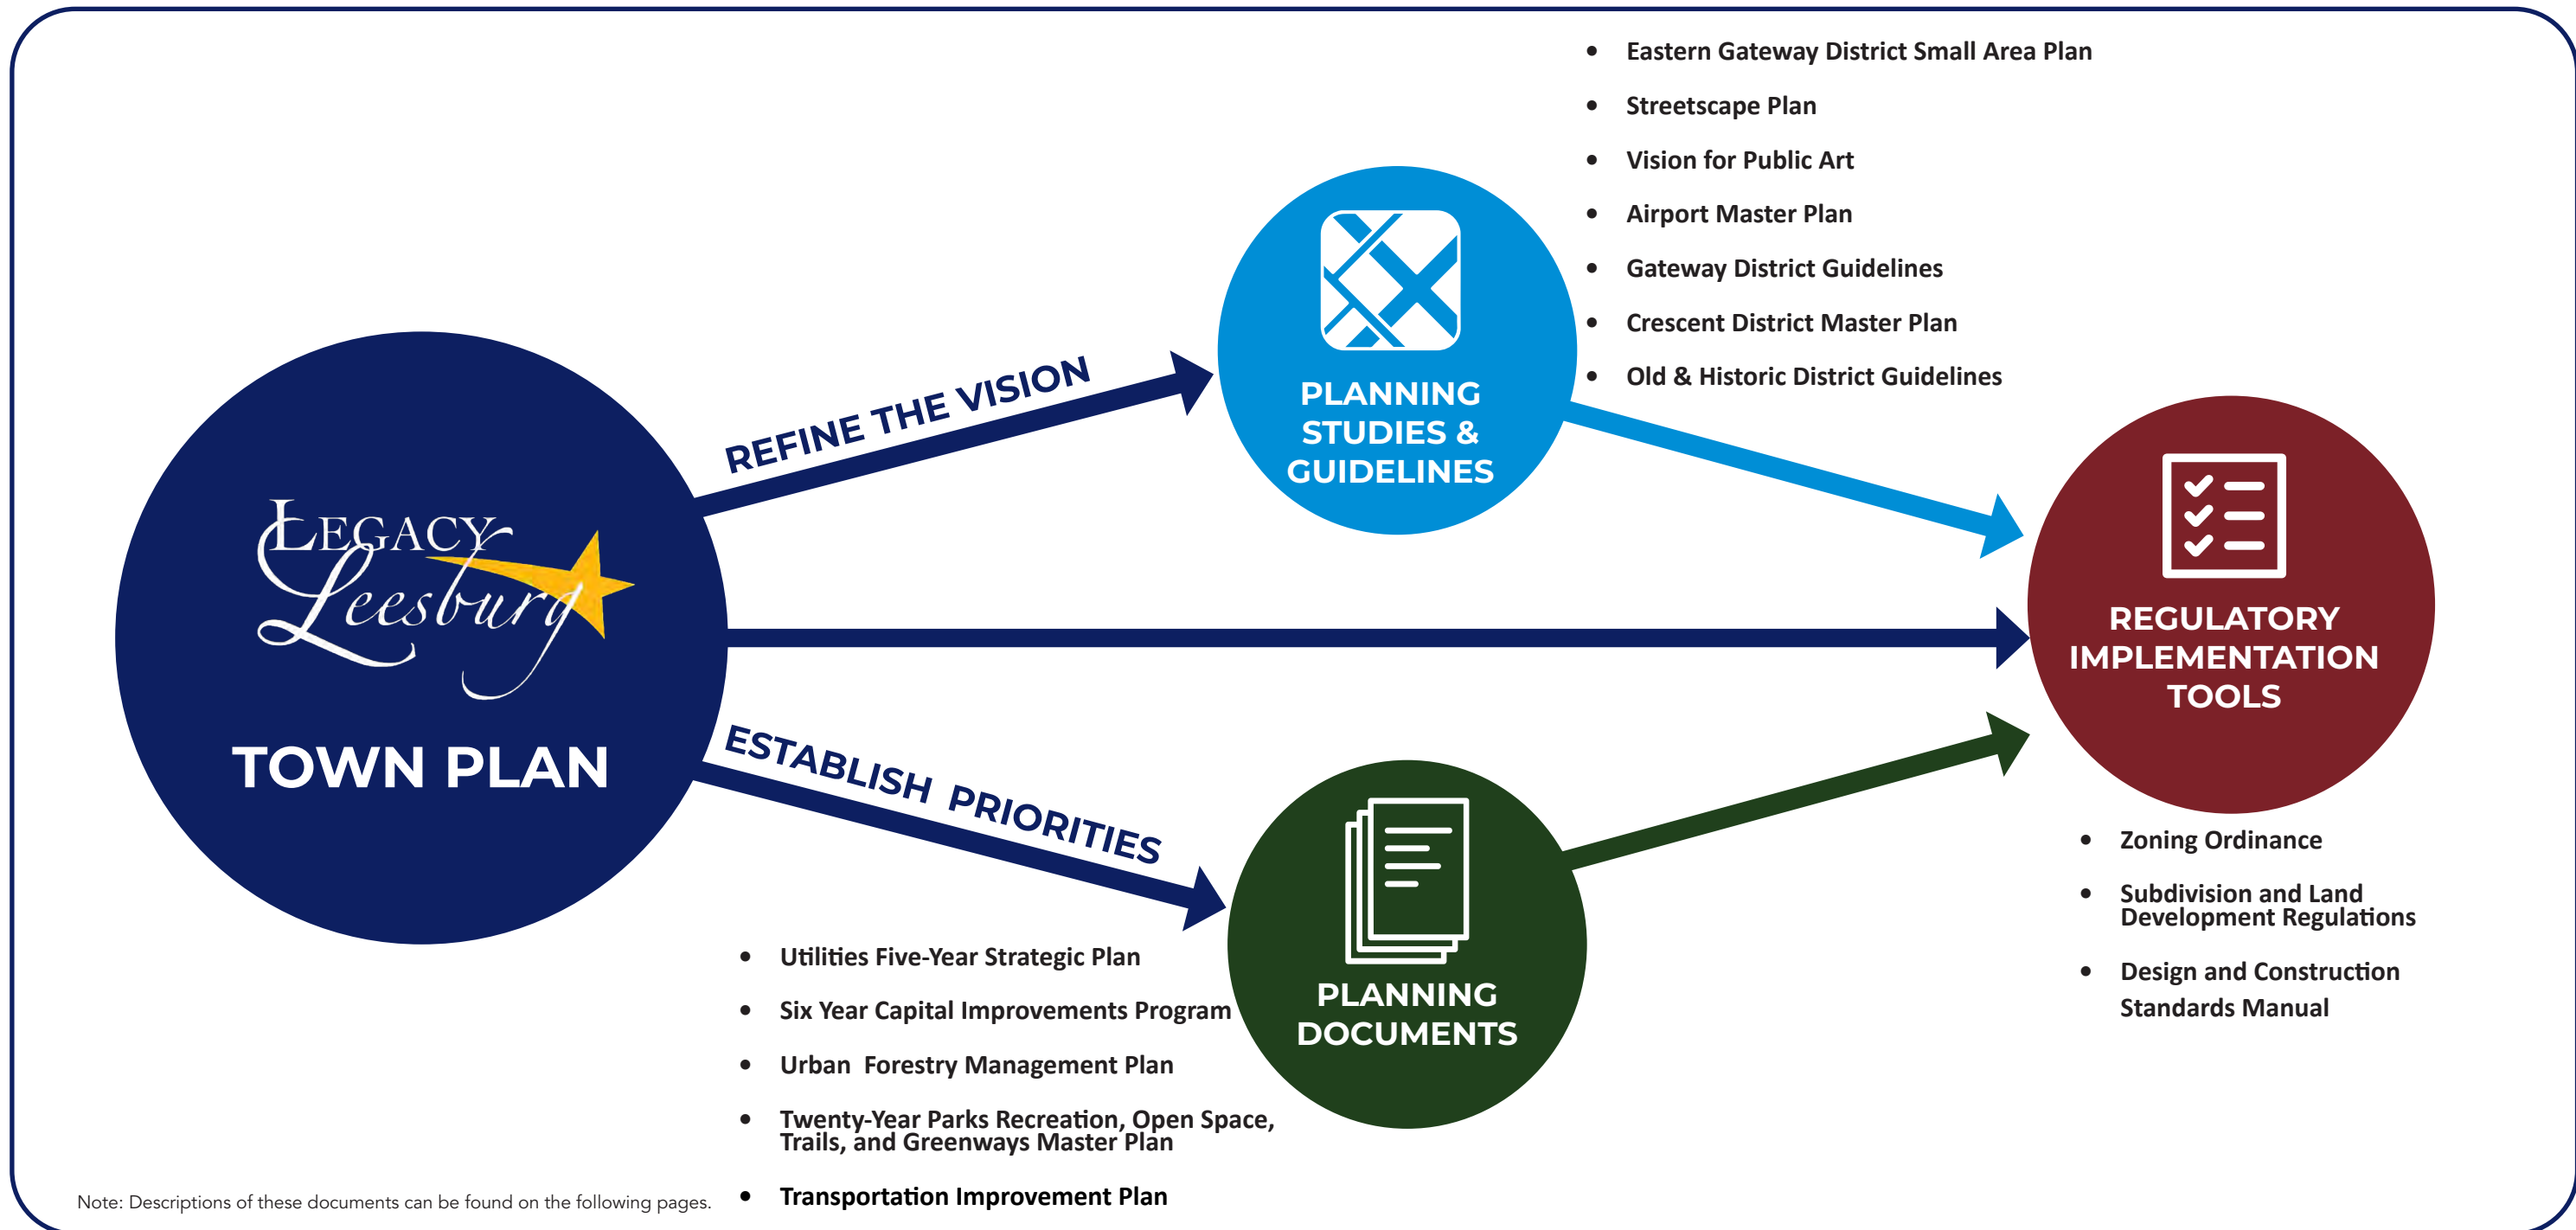 LEGACY
Leesburg
TOWN PLAN
REFINE THE VISION
ESTABLISH PRIORITIES
PLANNING
STUDIES &
GUIDELINES
• Eastern Gateway District Small Area Plan
• Streetscape Plan
• Vision for Public Art
• Airport Master Plan
• Gateway District Guidelines
• Crescent District Master Plan
• Old & Historic District Guidelines
PLANNING
DOCUMENTS
• Utilities Five-Year Strategic Plan
• Six Year Capital Improvements Program
• Urban Forestry Management Plan
• Twenty-Year Parks Recreation, Open Space,
Trails, and Greenways Master Plan
• Transportation Improvement Plan
REGULATORY
IMPLEMENTATION
TOOLS
• Zoning Ordinance
• Subdivision and Land
Development Regulations
• Design and Construction
Standards Manual
Note: Descriptions of these documents can be found on the following pages.